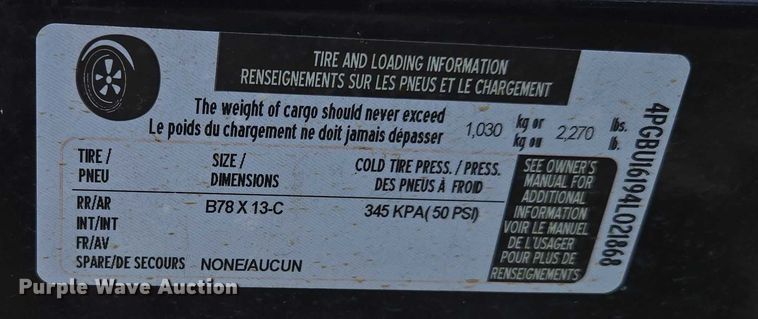 TIRE AND LOADING INFORMATION
RENSEIGNEMENTS SUR LES PNEUS ET LE CHARGEMENT
The weight of cargo should never exceed
Le poids du chargement ne doit jamais dépasser
1,030 kg or 2,270 lbs.
kg ou lb.
TIRE / SIZE / COLD TIRE PRESS. / PRESS.
PNEU DIMENSIONS DES PNEUS À FROID
RR/AR B78 X 13-C 345 KPA( 50 PSI)
INT/INT
FR/AV
SPARE/DE SECOURS NONE/AUCUN
SEE OWNER'S
MANUAL FOR
ADDITIONAL
INFORMATION
VOIR LE MANUEL
DE L'USAGER
POUR PLUS DE
RENSEIGNEMENTS
4PGBU16194L021868
Purple Wave Auction